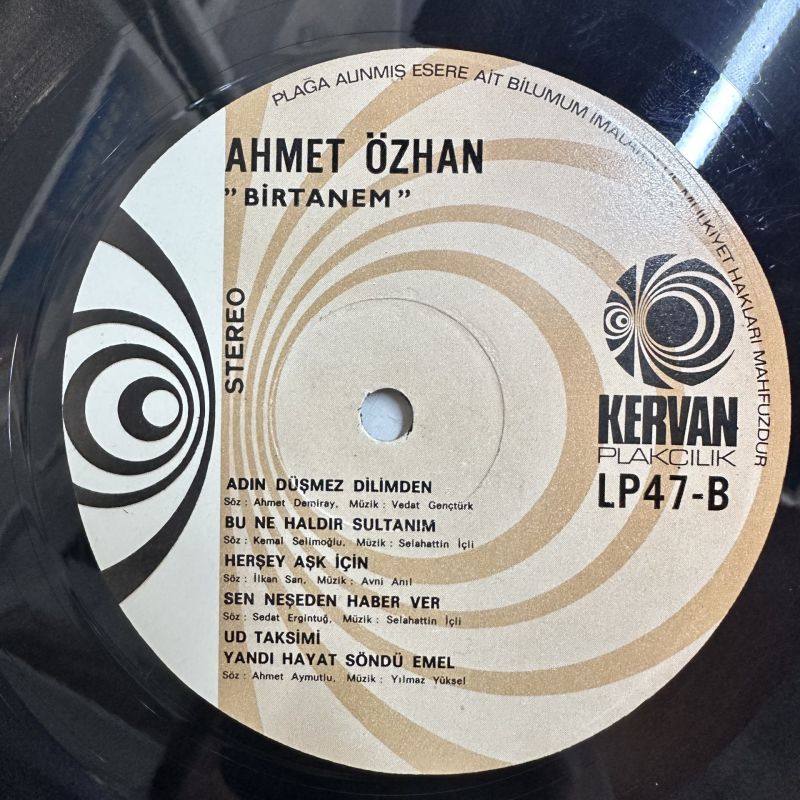 PLAĞA ALINMIŞ ESERE AİT BİLUMUM İMALAT VE MÜLKİYET HAKLARI MAHFUZDUR
AHMET ÖZHAN
"BİRTANEM"
STEREO
KERVAN
PLAKÇILIK
LP47-B
ADIN DÜŞMEZ DİLİMDEN
Söz : Ahmet Demiray, Müzik : Vedat Gençtürk
BU NE HALDIR SULTANIM
Söz : Kemal Selimoğlu, Müzik : Selahattin İçli
HERŞEY AŞK İÇİN
Söz : İlkan San, Müzik : Avni Anıl
SEN NEŞEDEN HABER VER
Söz : Sedat Ergintuğ, Müzik : Selahattin İçli
UD TAKSİMİ
YANDI HAYAT SÖNDÜ EMEL
Söz : Ahmet Aymutlu, Müzik : Yılmaz Yüksel